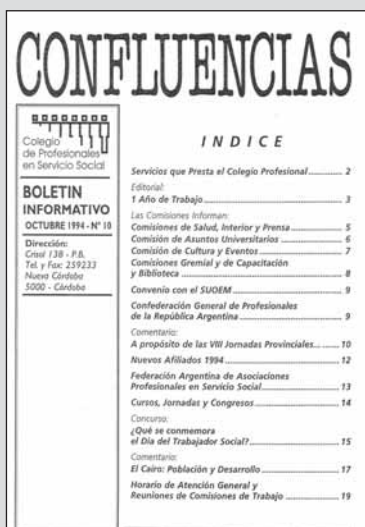 CONFLUENCIAS
Colegio
de Profesionales
en Servicio Social
BOLETIN
INFORMATIVO
OCTUBRE 1994 - N° 10
Dirección:
Crisol 138 - P.B.
Tel. y Fax: 259233
Nueva Córdoba
5000 - Córdoba
INDICE
Servicios que Presta el Colegio Profesional ............ 2
Editorial:
1 Año de Trabajo ............ 3
Las Comisiones Informan:
Comisiones de Salud, Interior y Prensa ............ 5
Comisión de Asuntos Universitarios ............ 6
Comisión de Cultura y Eventos ............ 7
Comisiones Gremial y de Capacitación
y Biblioteca ............ 8
Convenio con el SUOEM ............ 9
Confederación General de Profesionales
de la República Argentina ............ 9
Comentario:
A propósito de las VIII Jornadas Provinciales... ........ 10
Nuevos Afiliados 1994 ............ 12
Federación Argentina de Asociaciones
Profesionales en Servicio Social ............ 13
Cursos, Jornadas y Congresos ............ 14
Concurso:
¿Qué se conmemora
el Día del Trabajador Social? ............ 15
Comentario:
El Cairo: Población y Desarrollo ............ 17
Horario de Atención General y
Reuniones de Comisiones de Trabajo ............ 19